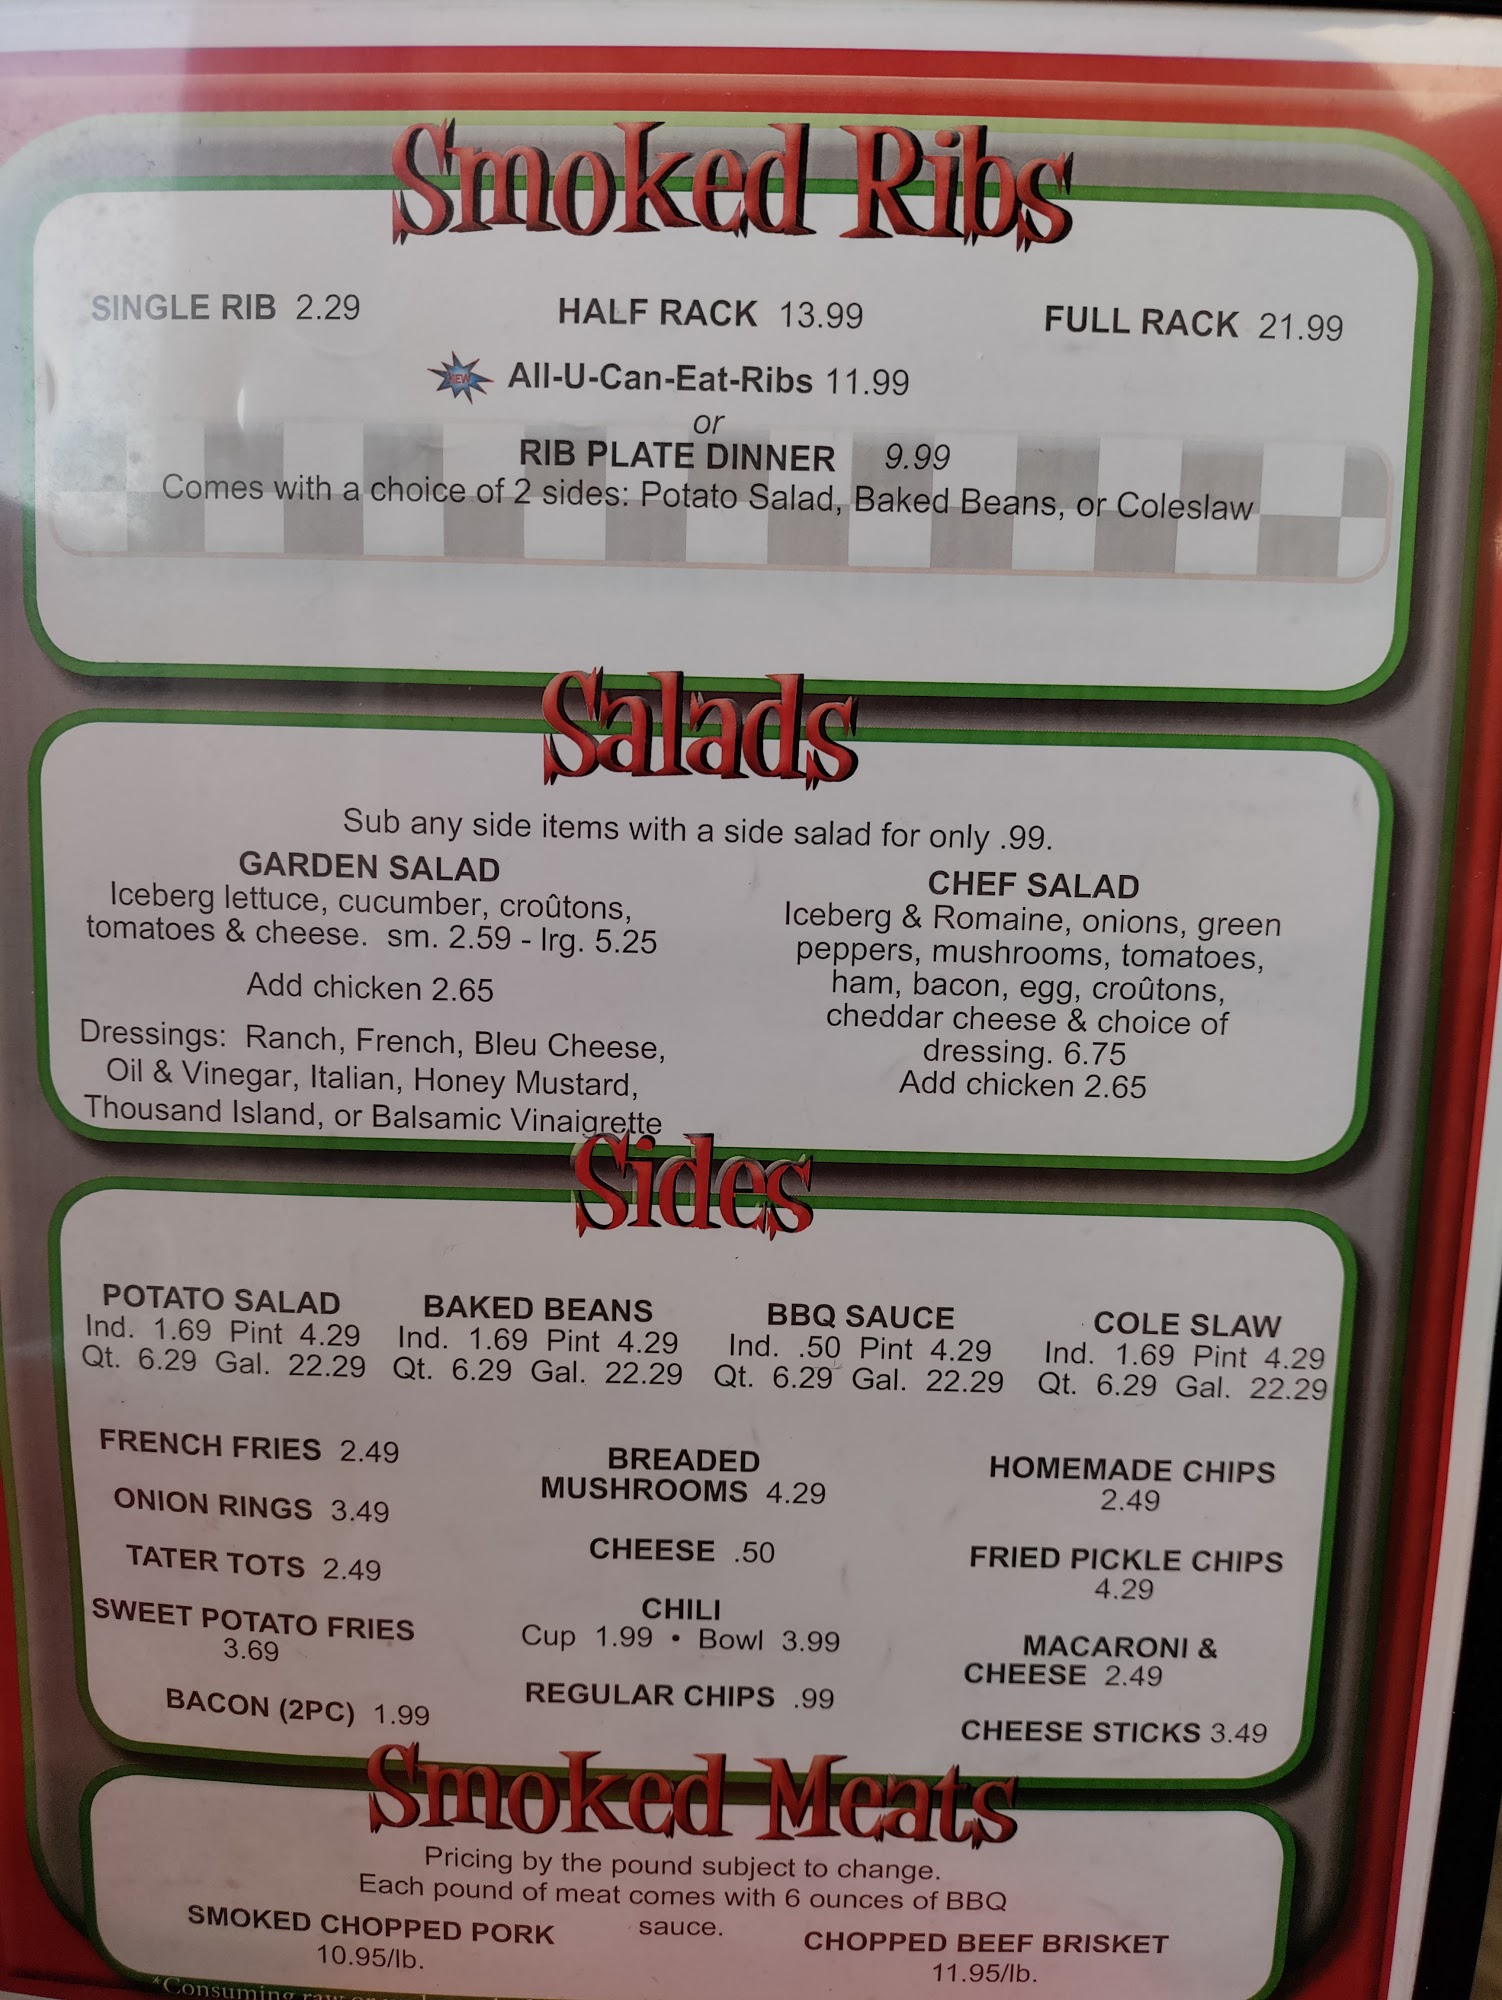 Smoked Ribs
SINGLE RIB 2.29
HALF RACK 13.99
FULL RACK 21.99
NEW All-U-Can-Eat-Ribs 11.99
or
RIB PLATE DINNER 9.99
Comes with a choice of 2 sides: Potato Salad, Baked Beans, or Coleslaw
Salads
Sub any side items with a side salad for only .99.
GARDEN SALAD
Iceberg lettuce, cucumber, croûtons,
tomatoes & cheese. sm. 2.59 - lrg. 5.25
Add chicken 2.65
Dressings: Ranch, French, Bleu Cheese,
Oil & Vinegar, Italian, Honey Mustard,
Thousand Island, or Balsamic Vinaigrette
CHEF SALAD
Iceberg & Romaine, onions, green
peppers, mushrooms, tomatoes,
ham, bacon, egg, croûtons,
cheddar cheese & choice of
dressing. 6.75
Add chicken 2.65
Sides
POTATO SALAD
Ind. 1.69 Pint 4.29
Qt. 6.29 Gal. 22.29
BAKED BEANS
Ind. 1.69 Pint 4.29
Qt. 6.29 Gal. 22.29
BBQ SAUCE
Ind. .50 Pint 4.29
Qt. 6.29 Gal. 22.29
COLE SLAW
Ind. 1.69 Pint 4.29
Qt. 6.29 Gal. 22.29
FRENCH FRIES 2.49
ONION RINGS 3.49
TATER TOTS 2.49
SWEET POTATO FRIES
3.69
BACON (2PC) 1.99
BREADED
MUSHROOMS 4.29
CHEESE .50
CHILI
Cup 1.99 • Bowl 3.99
REGULAR CHIPS .99
HOMEMADE CHIPS
2.49
FRIED PICKLE CHIPS
4.29
MACARONI &
CHEESE 2.49
CHEESE STICKS 3.49
Smoked Meats
Pricing by the pound subject to change.
Each pound of meat comes with 6 ounces of BBQ
sauce.
SMOKED CHOPPED PORK
10.95/lb.
CHOPPED BEEF BRISKET
11.95/lb.
*Consuming raw